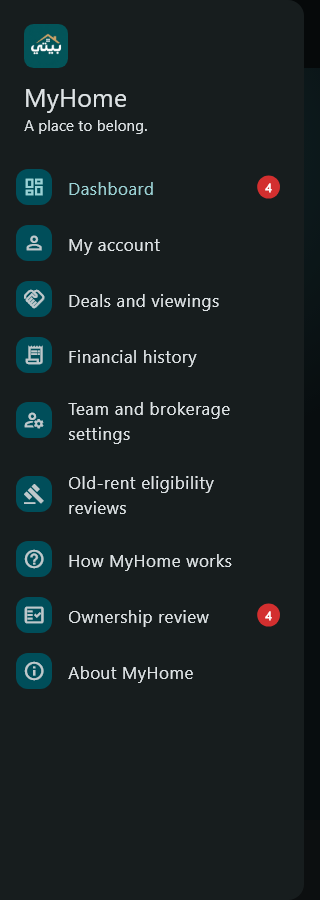 بيتي
MyHome
A place to belong.
Dashboard 4
My account
Deals and viewings
Financial history
Team and brokerage
settings
Old-rent eligibility
reviews
How MyHome works
Ownership review 4
About MyHome